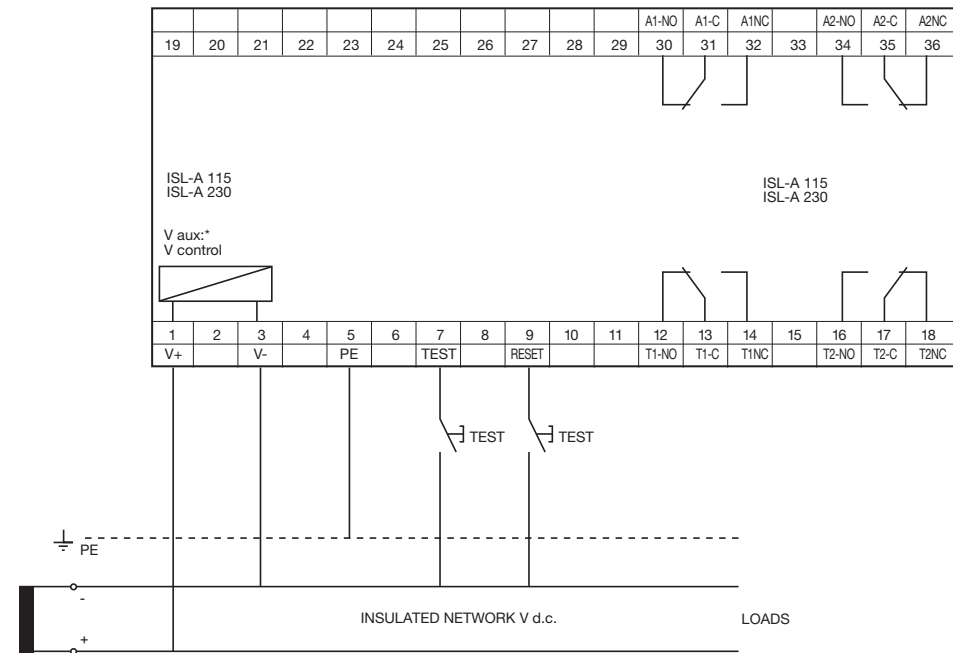 A1-NO A1-C A1NC A2-NO A2-C A2NC
19 20 21 22 23 24 25 26 27 28 29 30 31 32 33 34 35 36
ISL-A 115
ISL-A 230
ISL-A 115
ISL-A 230
V aux:*
V control
1 2 3 4 5 6 7 8 9 10 11 12 13 14 15 16 17 18
V+ V- PE TEST RESET T1-NO T1-C T1NC T2-NO T2-C T2NC
TEST TEST
PE
-
INSULATED NETWORK V d.c. LOADS
+